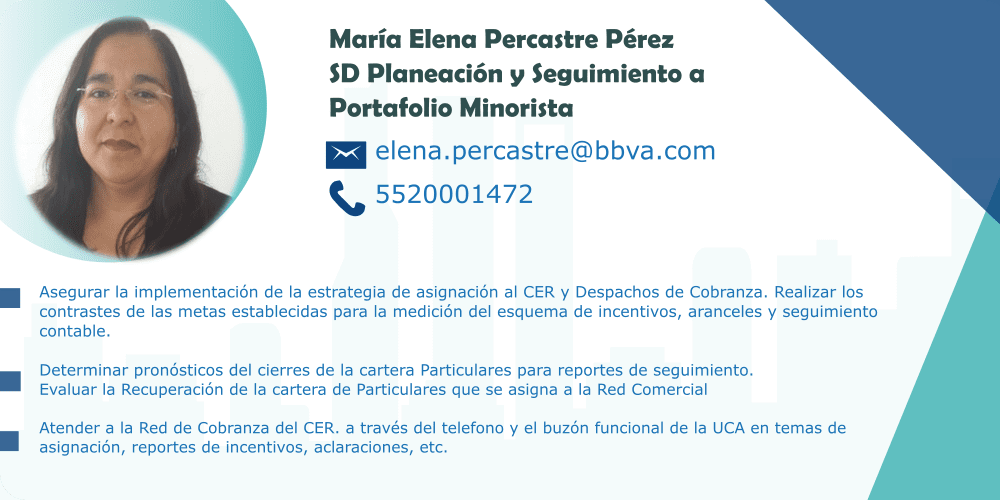 María Elena Percastre Pérez
SD Planeación y Seguimiento a
Portafolio Minorista
elena.percastre@bbva.com
5520001472
Asegurar la implementación de la estrategia de asignación al CER y Despachos de Cobranza. Realizar los
contrastes de las metas establecidas para la medición del esquema de incentivos, aranceles y seguimiento
contable.
Determinar pronósticos del cierres de la cartera Particulares para reportes de seguimiento.
Evaluar la Recuperación de la cartera de Particulares que se asigna a la Red Comercial
Atender a la Red de Cobranza del CER. a través del telefono y el buzón funcional de la UCA en temas de
asignación, reportes de incentivos, aclaraciones, etc.